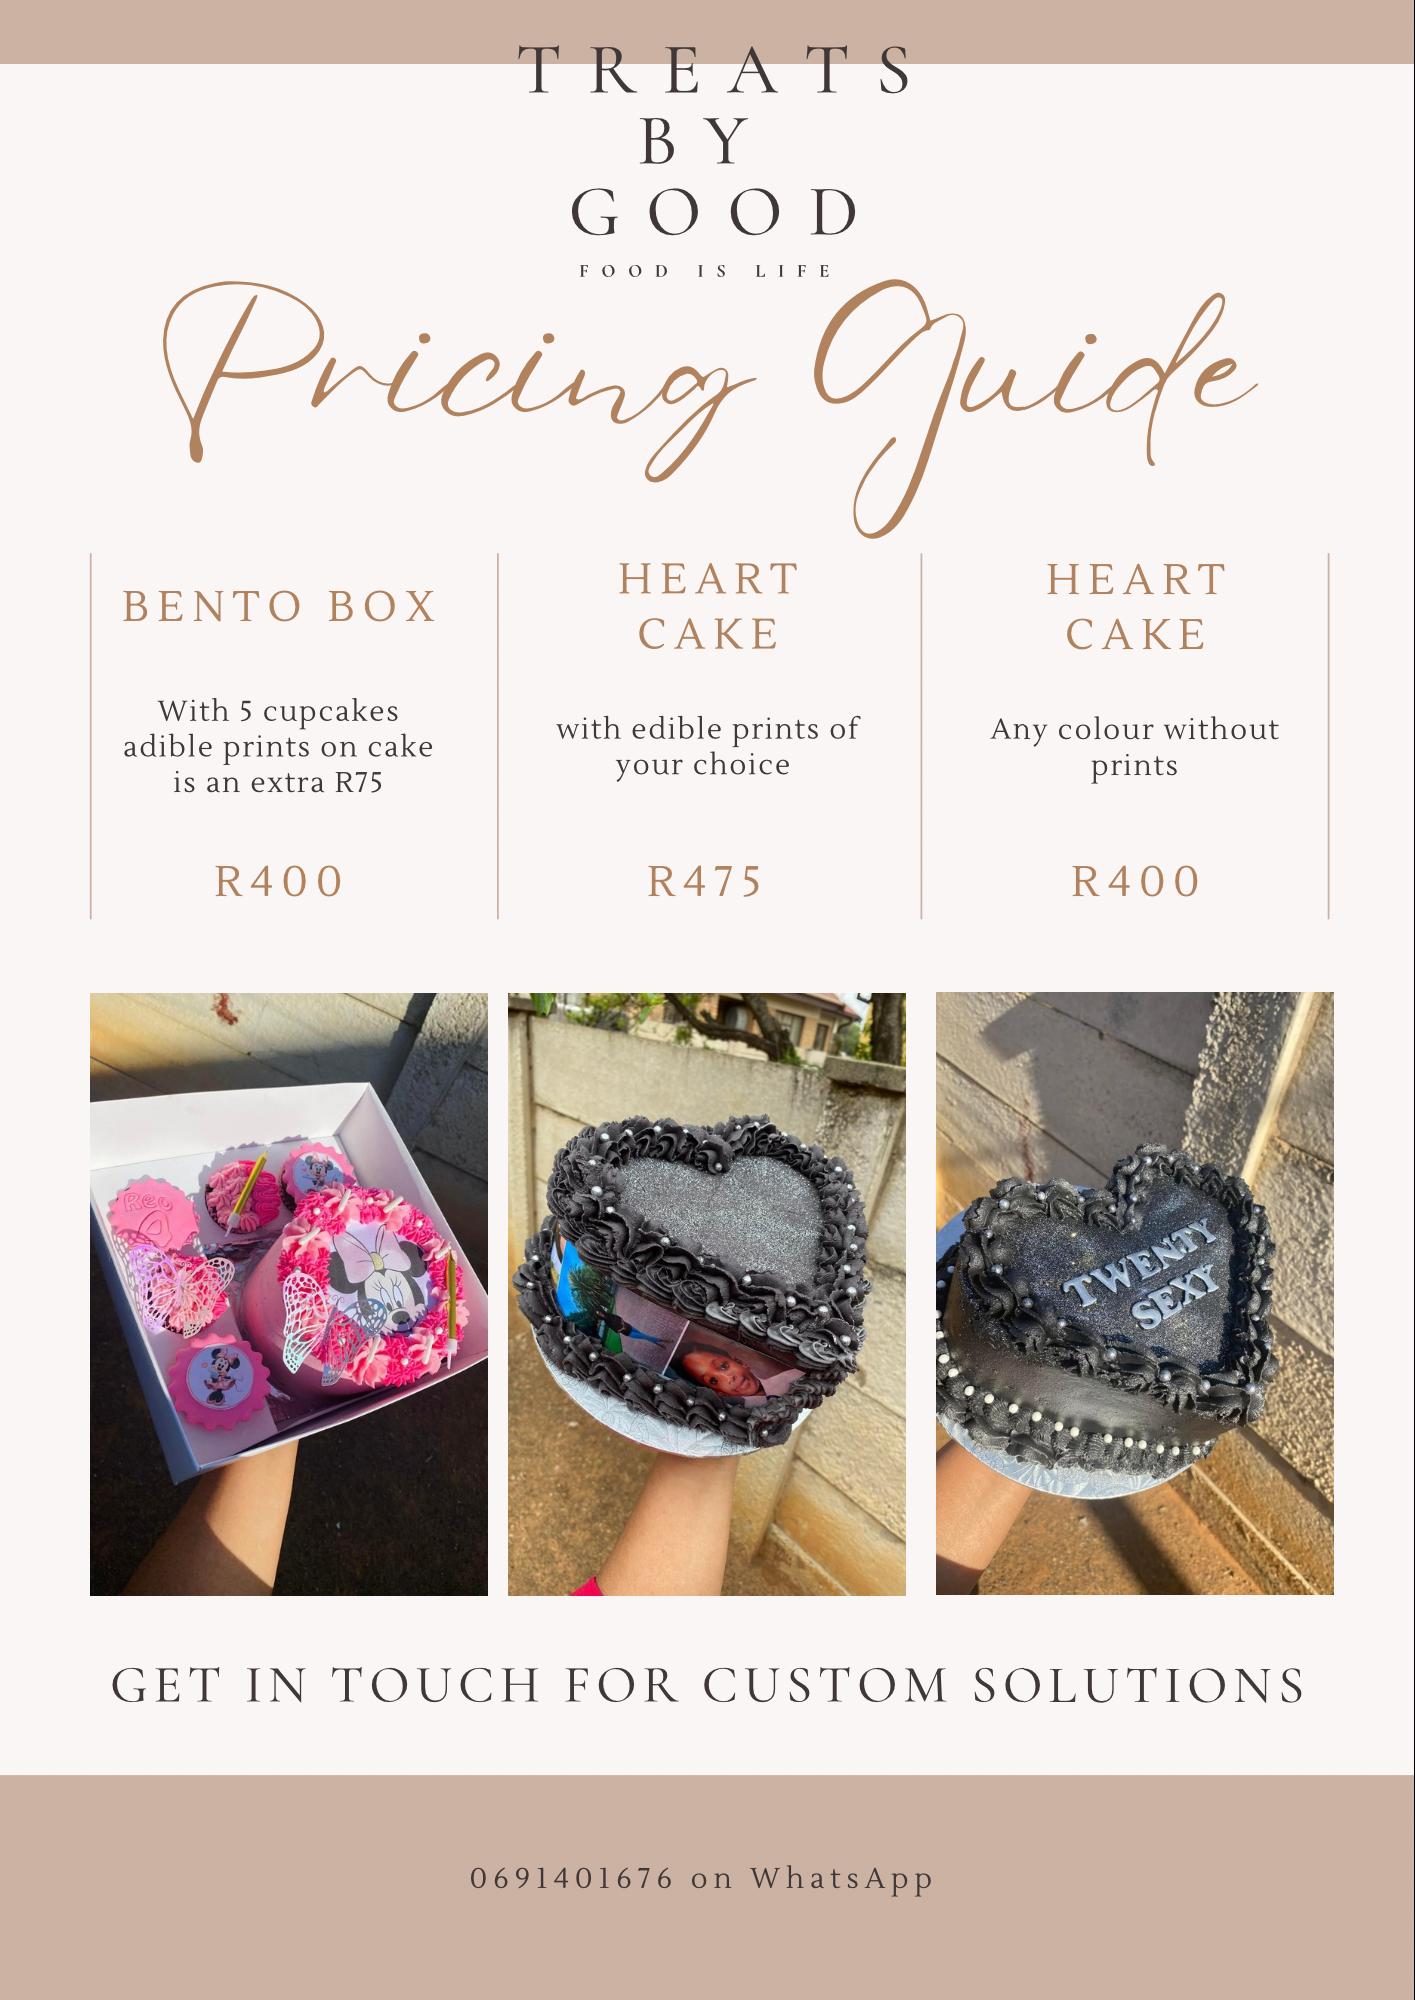 TREATS
BY
GOOD
FOOD IS LIFE
Pricing Guide
BENTO BOX
With 5 cupcakes
adible prints on cake
is an extra R75
R400
HEART
CAKE
with edible prints of
your choice
R475
HEART
CAKE
Any colour without
prints
R400
Reo
TWENTY
SEXY
GET IN TOUCH FOR CUSTOM SOLUTIONS
0691401676 on WhatsApp